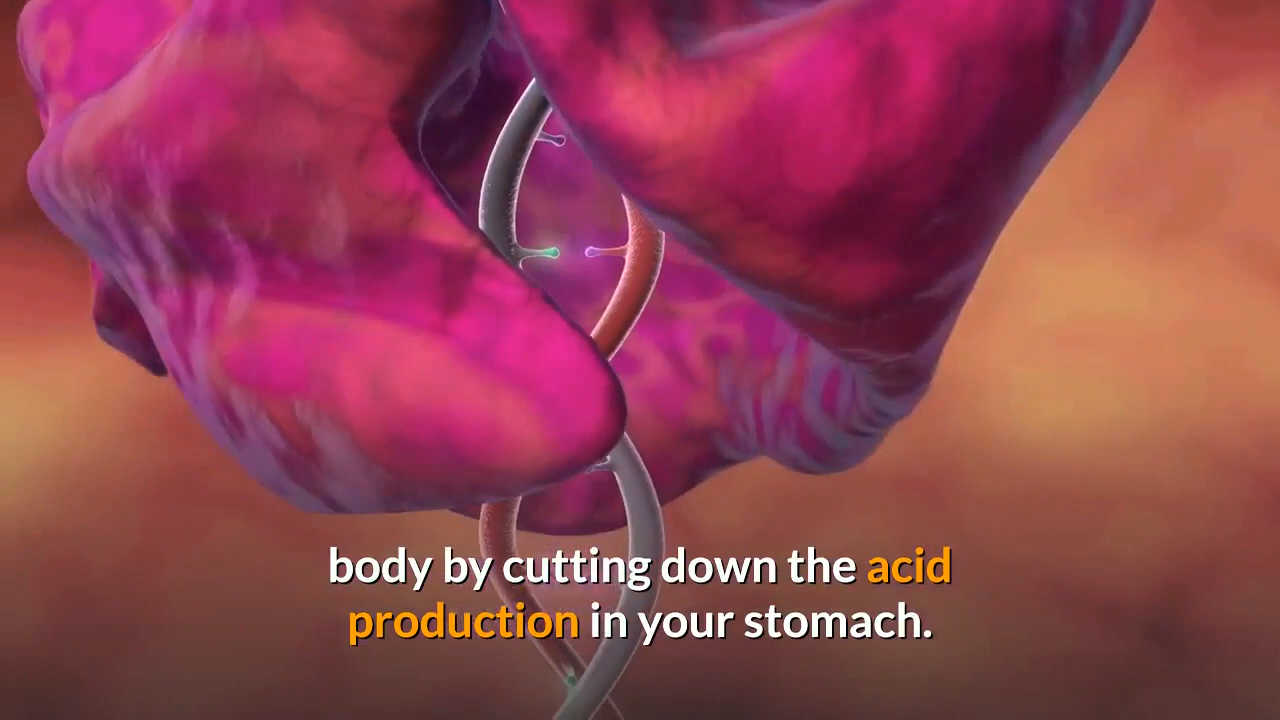 body by cutting down the acid
production in your stomach.